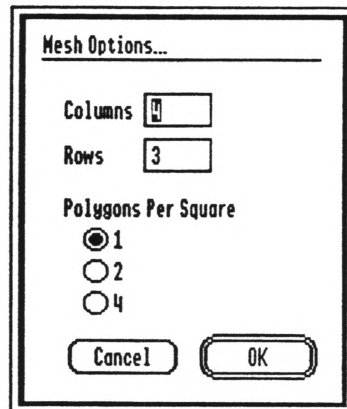 Mesh Options...
Columns 4
Rows 3
Polygons Per Square
1
2
4
Cancel OK